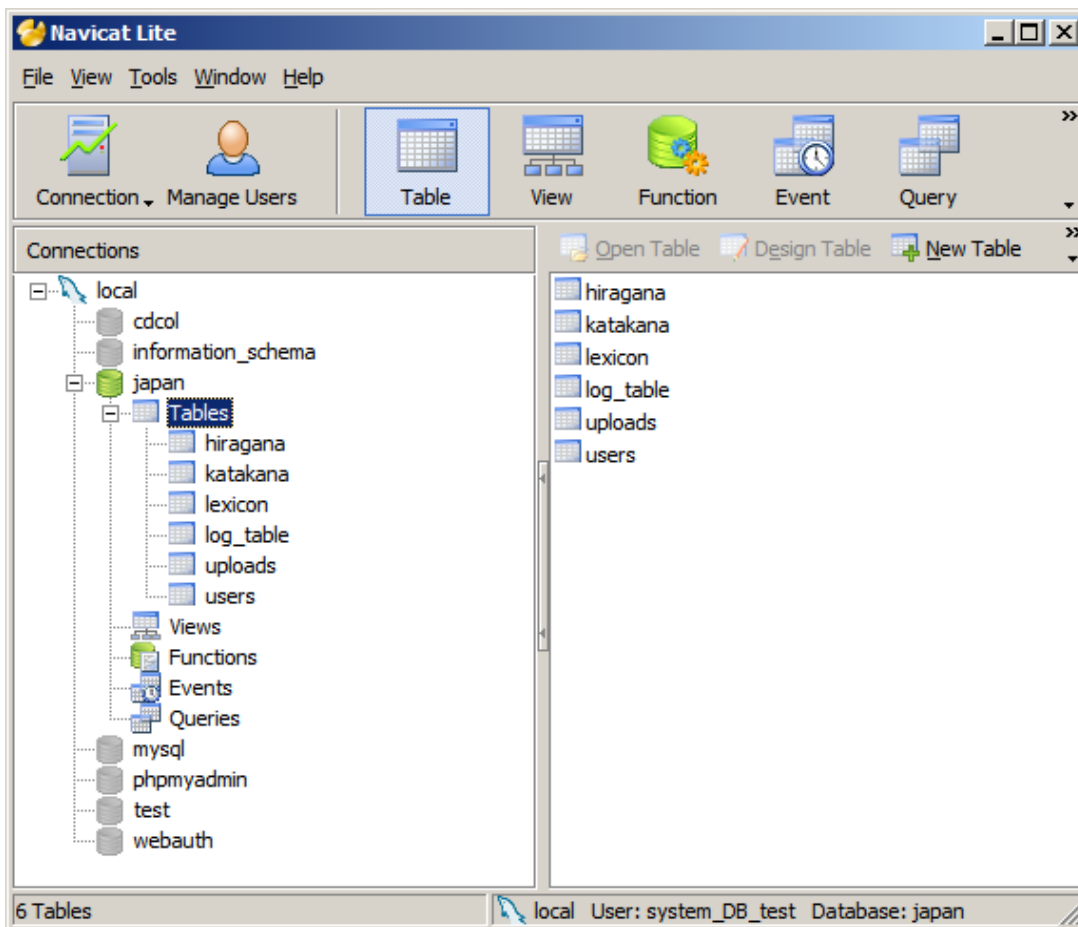 Navicat Lite
File View Tools Window Help
Connection Manage Users Table View Function Event Query
Connections
Open Table Design Table New Table
local
cdcol
information_schema
japan
Tables
hiragana
katakana
lexicon
log_table
uploads
users
Views
Functions
Events
Queries
mysql
phpmyadmin
test
webauth
hiragana
katakana
lexicon
log_table
uploads
users
6 Tables
local User: system_DB_test Database: japan